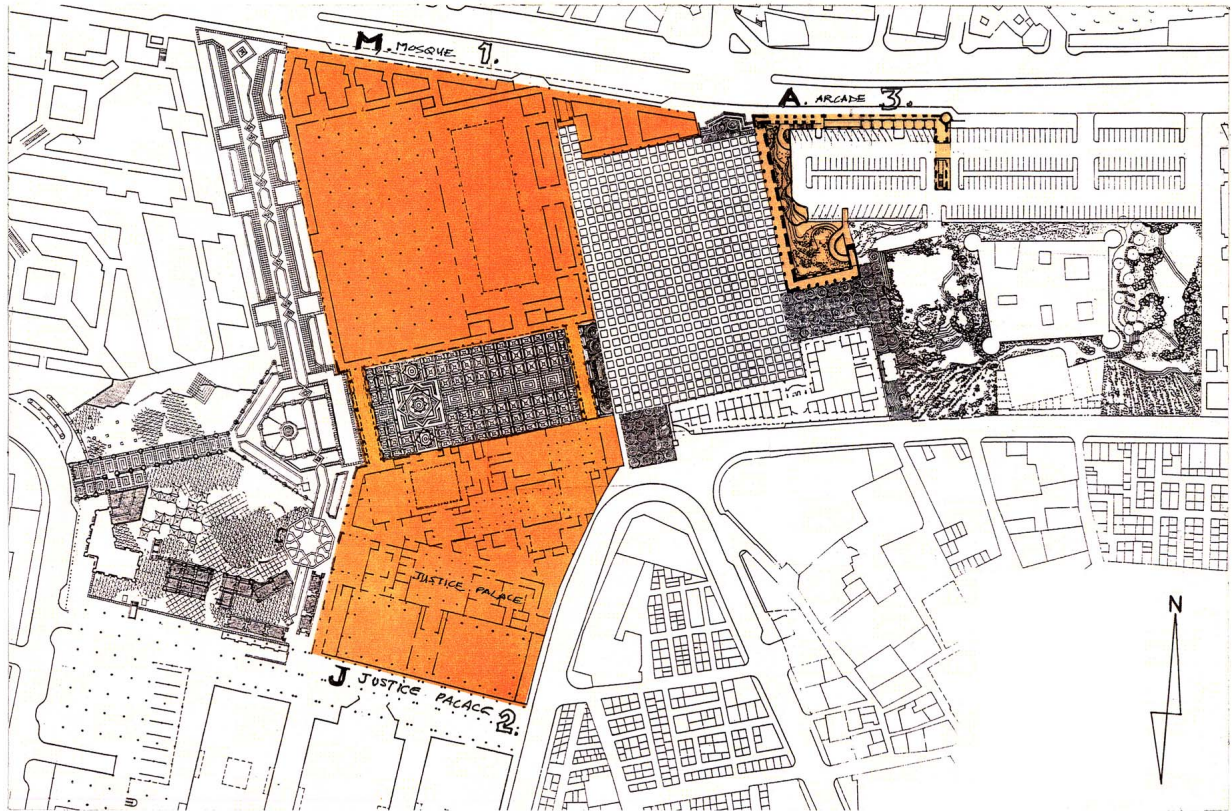 M. MOSQUE 1.
A. ARCADE 3.
JUSTICE PALACE
J. JUSTICE PALACE 2.
N